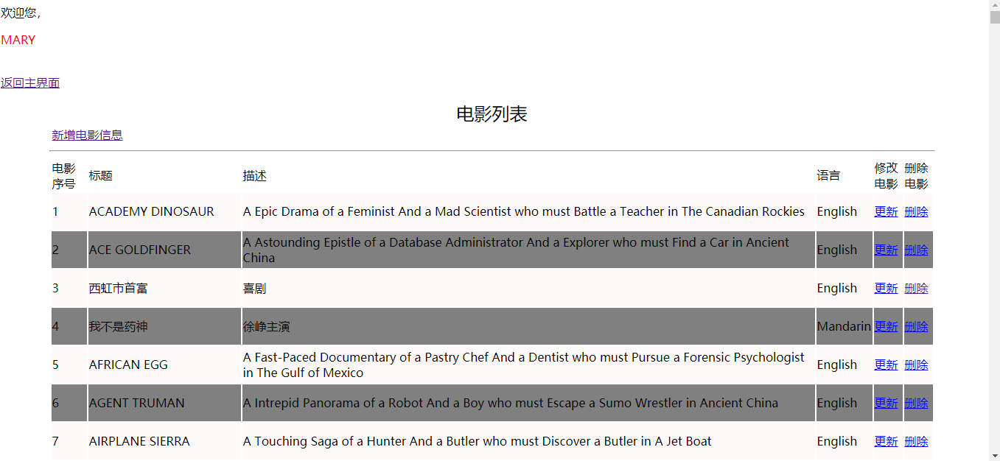 欢迎您，
MARY
返回主界面
电影列表
新增电影信息
电影序号 标题 描述 语言 修改电影 删除电影
1 ACADEMY DINOSAUR A Epic Drama of a Feminist And a Mad Scientist who must Battle a Teacher in The Canadian Rockies English 更新 删除
2 ACE GOLDFINGER A Astounding Epistle of a Database Administrator And a Explorer who must Find a Car in Ancient China English 更新 删除
3 西虹市首富 喜剧 English 更新 删除
4 我不是药神 徐峥主演 Mandarin 更新 删除
5 AFRICAN EGG A Fast-Paced Documentary of a Pastry Chef And a Dentist who must Pursue a Forensic Psychologist in The Gulf of Mexico English 更新 删除
6 AGENT TRUMAN A Intrepid Panorama of a Robot And a Boy who must Escape a Sumo Wrestler in Ancient China English 更新 删除
7 AIRPLANE SIERRA A Touching Saga of a Hunter And a Butler who must Discover a Butler in A Jet Boat English 更新 删除